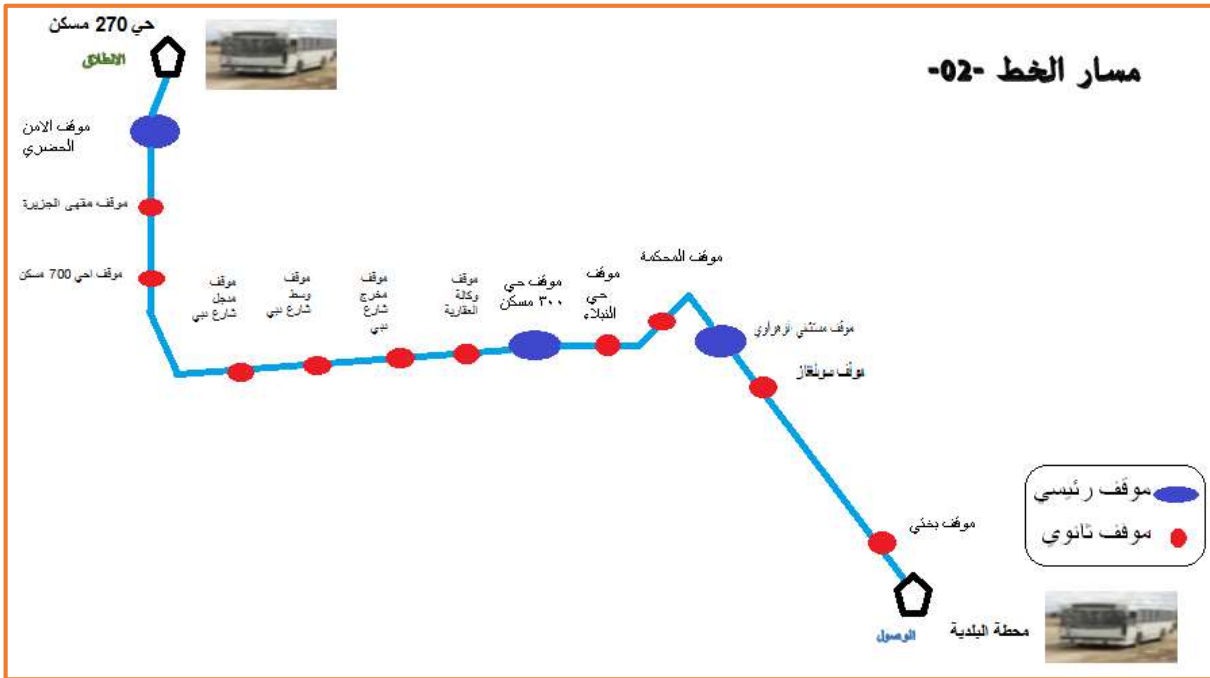 حي 270 مسكن
الانطلاق
مسار الخط -02-
موقف الامن
الحضري
موقف مقهى الجزيرة
موقف احي 700 مسكن
موقف
مدخل
شارع دبي
موقف
وسط
شارع دبي
موقف
مخرج
شارع
دبي
موقف
وكالة
العقارية
موقف حي
٣٠٠ مسكن
موقف
حي
النبلاء
موقف المحكمة
موقف مستشفى الزهراوي
موقف سونلغاز
موقف بختي
محطة البلدية
الوصول
موقف رئيسي
موقف ثانوي